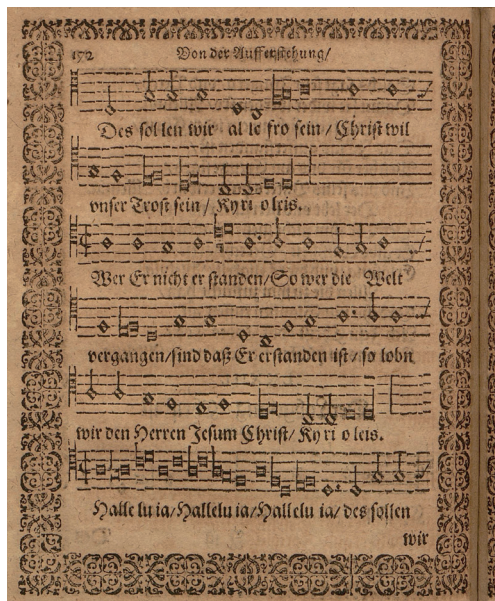 172 Von der Aufferstehung/
Des sol len wir al le fro sein / Christ wil
vnser Trost sein / Ky ri o leis.
Wer Er nicht er standen/So wer die Welt
vergangen/sind daß Er erstanden ist / so lobn
wir den Herren Jesum Christ/ Ky ri o leis.
Halle lu ia/Hallelu ia/Hallelu ia/ des sollen
wir